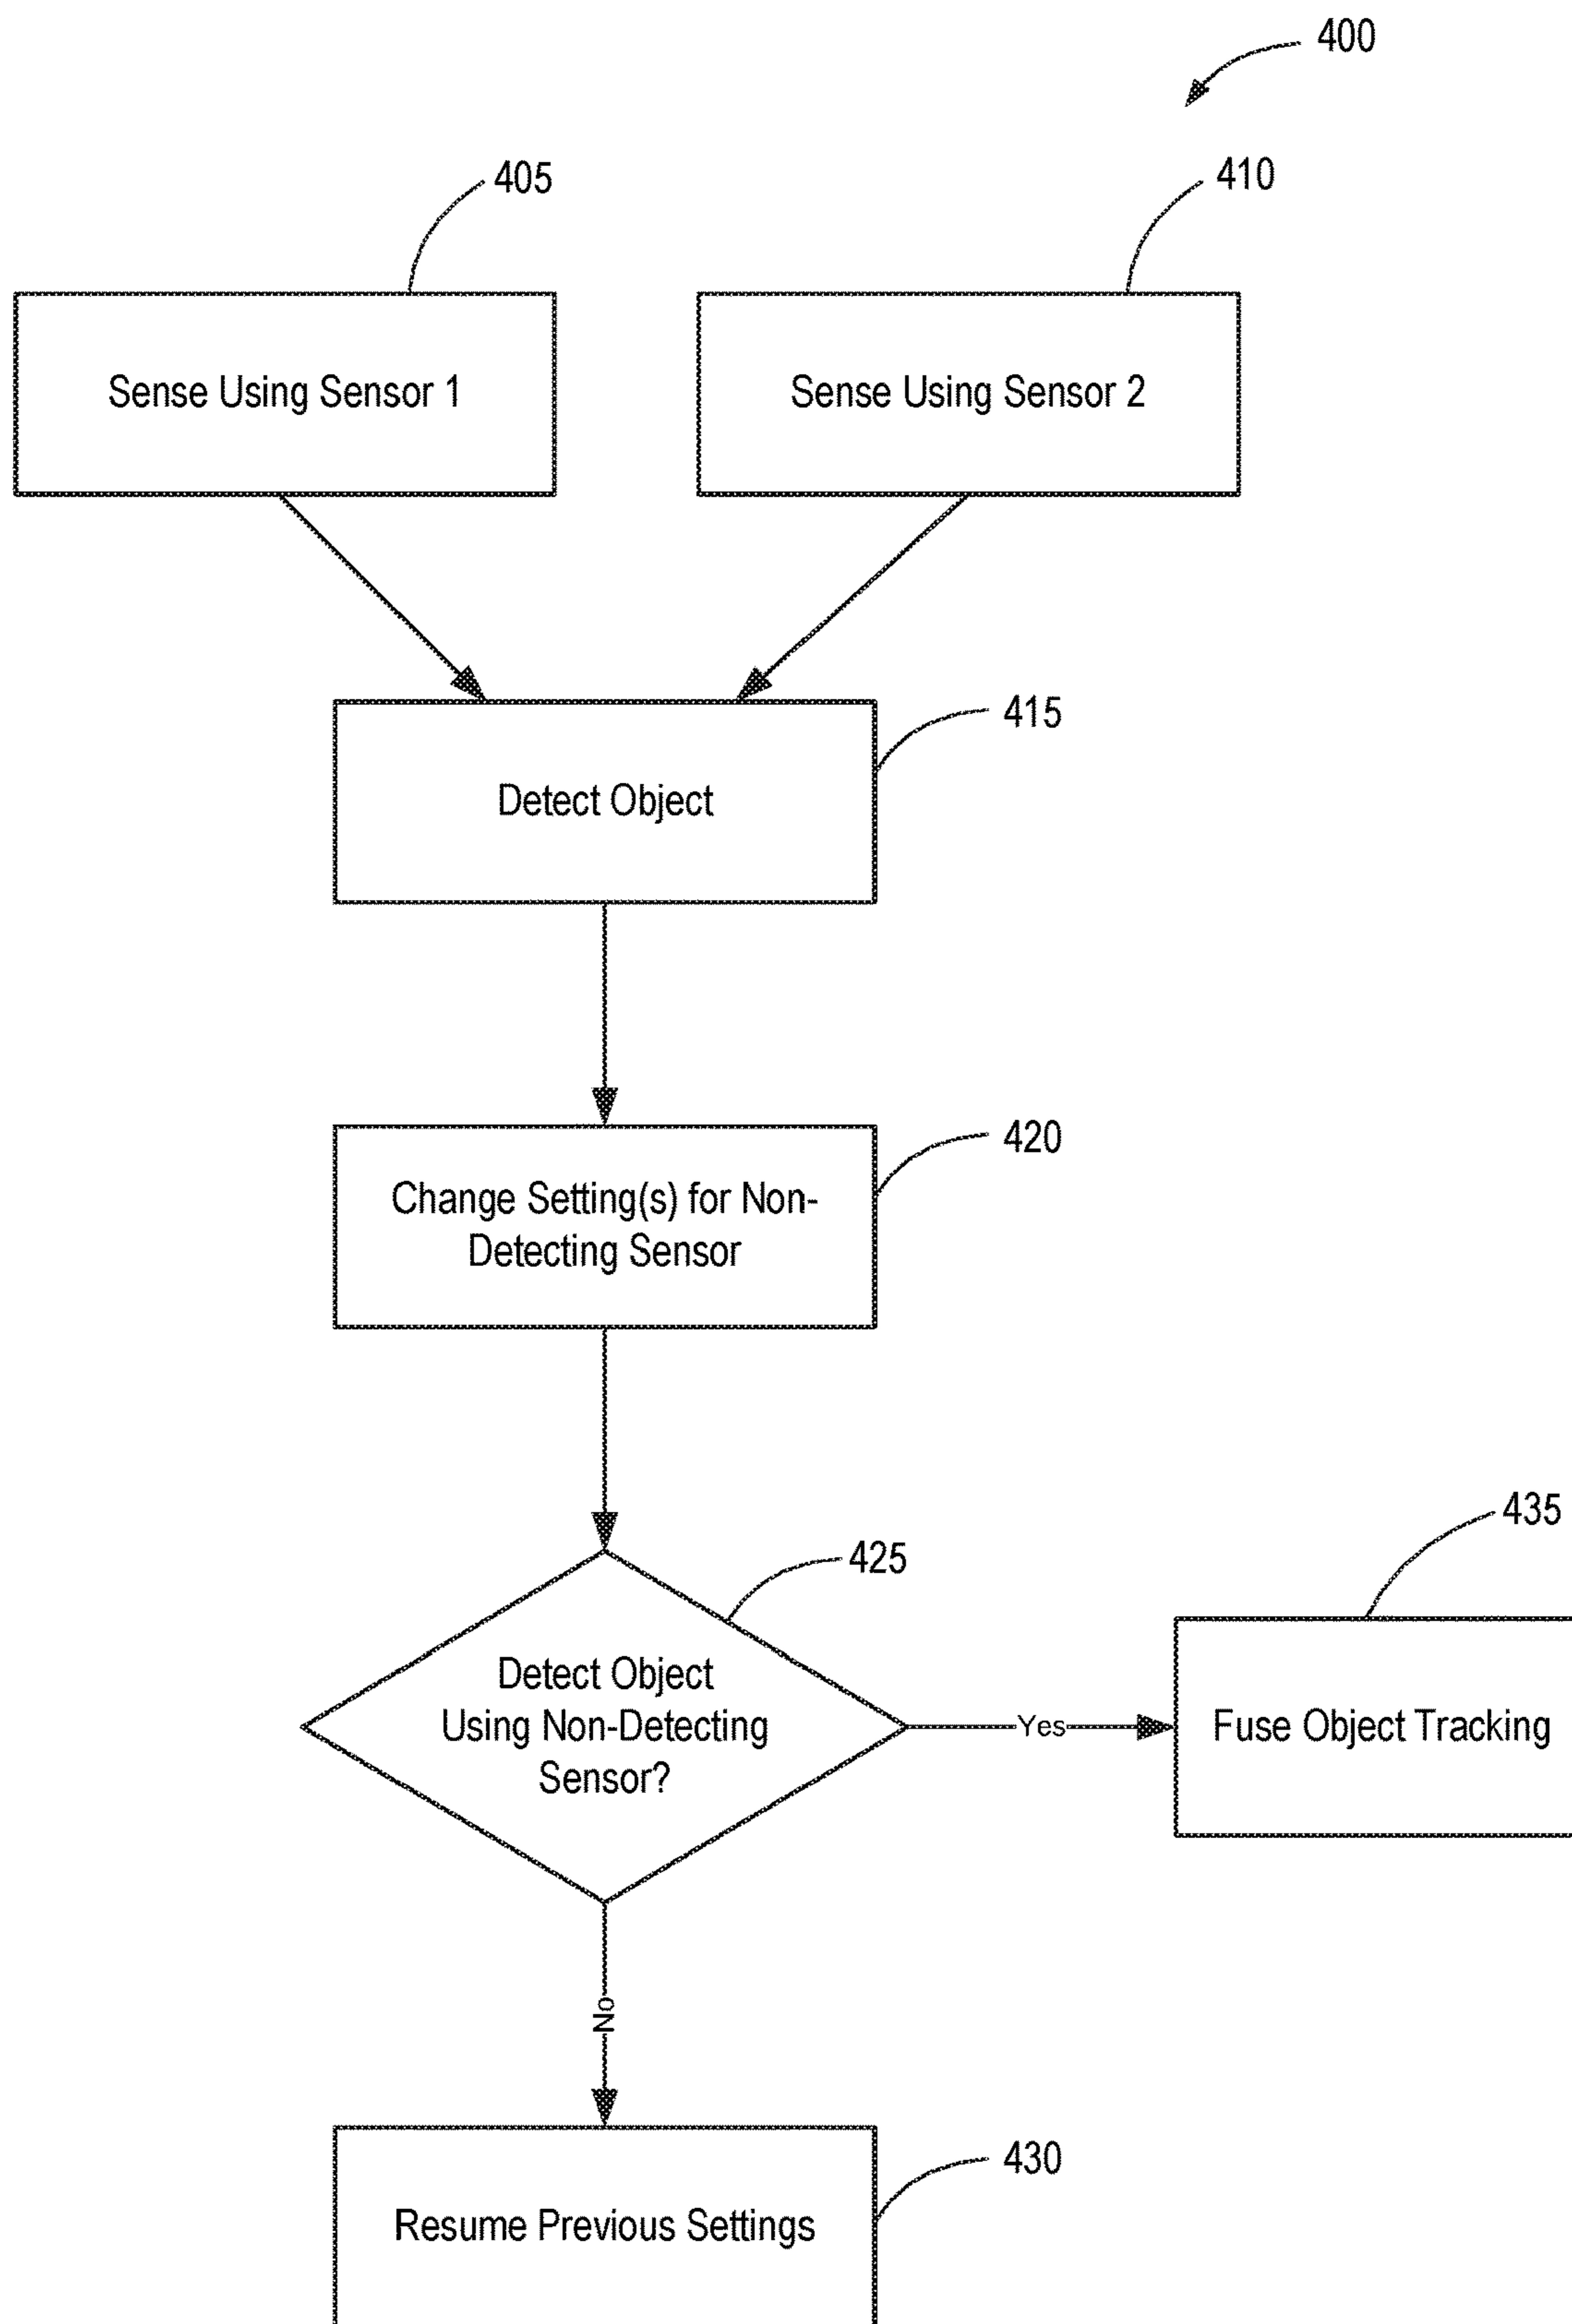 400
405
410
Sense Using Sensor 1
Sense Using Sensor 2
415
Detect Object
420
Change Setting(s) for Non-
Detecting Sensor
435
425
Detect Object
Using Non-Detecting
Sensor?
Yes
Fuse Object Tracking
No
430
Resume Previous Settings